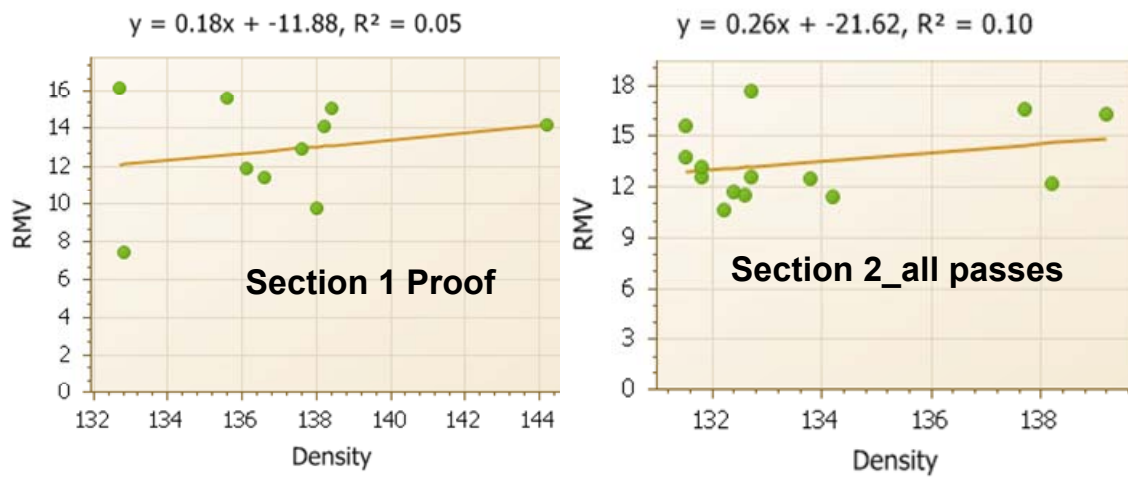 y = 0.18x + -11.88, R² = 0.05
RMV
16
14
12
10
8
6
4
2
0
Section 1 Proof
132 134 136 138 140 142 144
Density
y = 0.26x + -21.62, R² = 0.10
RMV
18
15
12
9
6
3
0
Section 2_all passes
132 134 136 138
Density